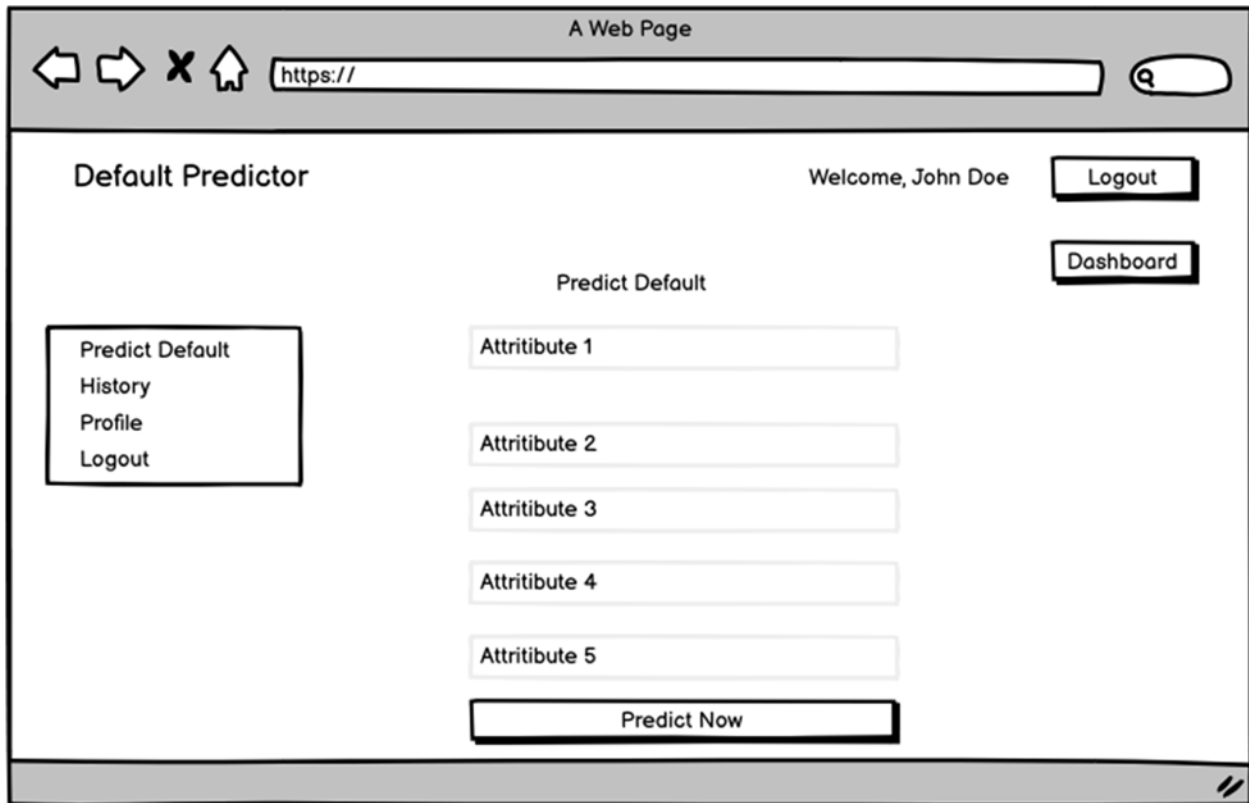 A Web Page
https://
Default Predictor
Welcome, John Doe
Logout
Dashboard
Predict Default
Predict Default
History
Profile
Logout
Attritibute 1
Attritibute 2
Attritibute 3
Attritibute 4
Attritibute 5
Predict Now